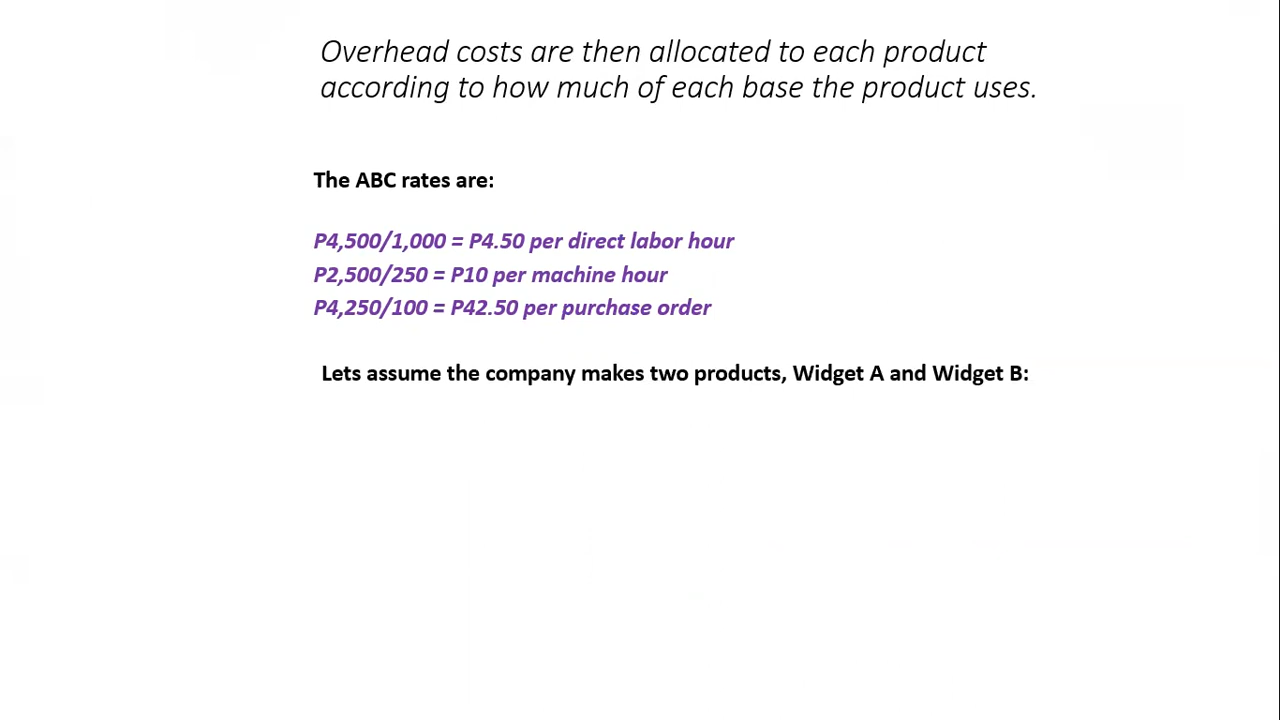 Overhead costs are then allocated to each product
according to how much of each base the product uses.
The ABC rates are:
P4,500/1,000 = P4.50 per direct labor hour
P2,500/250 = P10 per machine hour
P4,250/100 = P42.50 per purchase order
Lets assume the company makes two products, Widget A and Widget B: